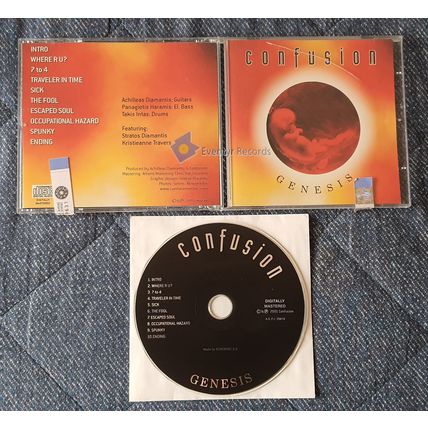 INTRO
WHERE R U?
7 to 4
TRAVELER IN TIME
SICK
THE FOOL
ESCAPED SOUL
OCCUPATIONAL HAZARD
SPUNKY
ENDING
Achilleas Diamantis: Guitars
Panagiotis Haramis: El. Bass
Takis Intas: Drums
Featuring:
Stratos Diamantis
Kristieanne Travers
Evenfyr Records
DIGITALLY
MASTERED
confusion
GENESIS
confusion
1. INTRO
2. WHERE R U?
3. 7 to 4
4. TRAVELER IN TIME
5. SICK
6. THE FOOL
7. ESCAPED SOUL
8. OCCUPATIONAL HAZARD
9. SPUNKY
10. ENDING
DIGITALLY
MASTERED
GENESIS